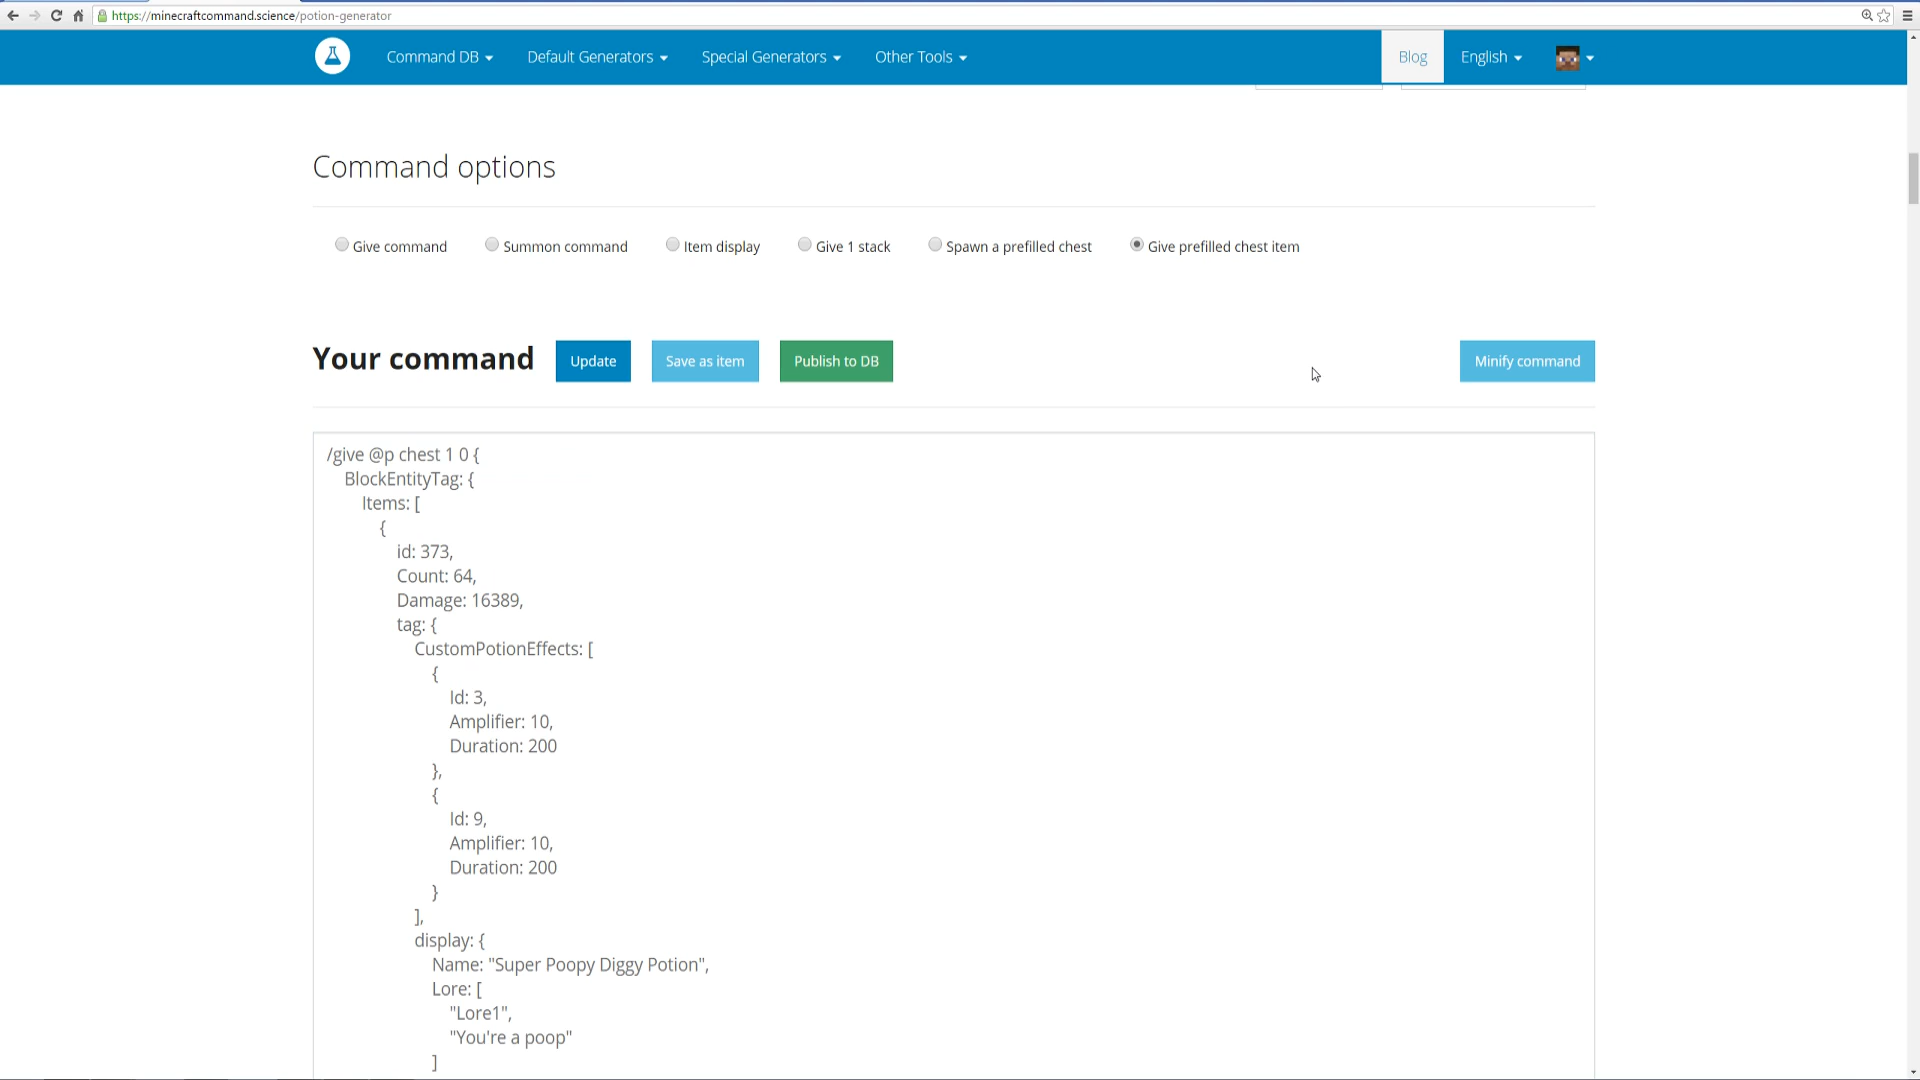 https://minecraftcommand.science/potion-generator
Command DB Default Generators Special Generators Other Tools Blog English
Command options
Give command Summon command Item display Give 1 stack Spawn a prefilled chest Give prefilled chest item
Your command Update Save as item Publish to DB Minify command
/give @p chest 1 0 {
BlockEntityTag: {
Items: [
{
id: 373,
Count: 64,
Damage: 16389,
tag: {
CustomPotionEffects: [
{
Id: 3,
Amplifier: 10,
Duration: 200
},
{
Id: 9,
Amplifier: 10,
Duration: 200
}
],
display: {
Name: "Super Poopy Diggy Potion",
Lore: [
"Lore1",
"You're a poop"
]